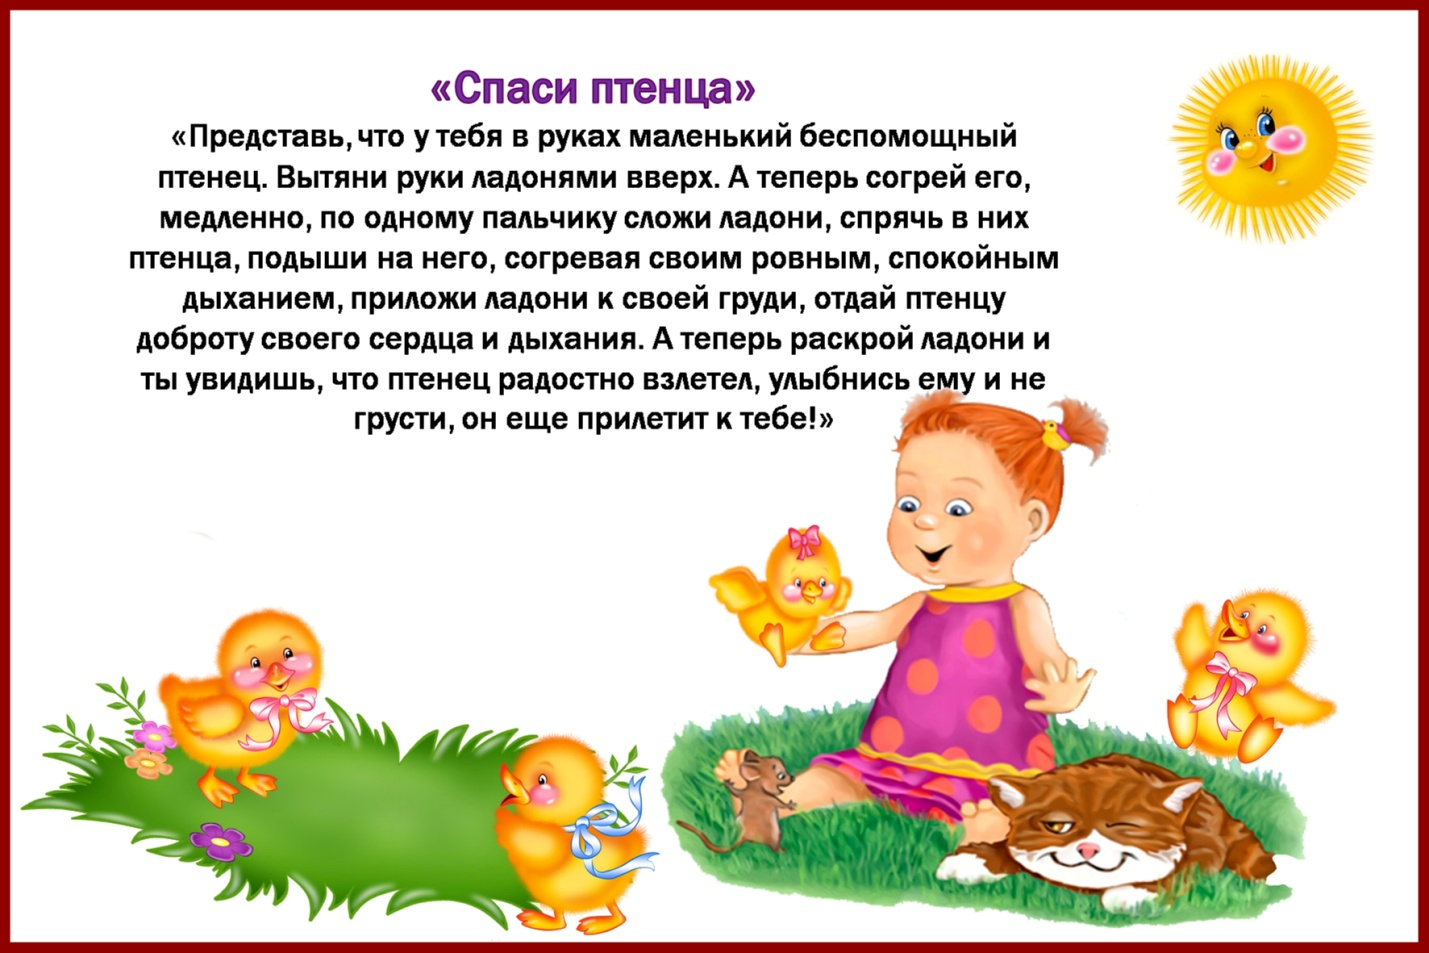 «Спаси птенца»
«Представь, что у тебя в руках маленький беспомощный
птенец. Вытяни руки ладонями вверх. А теперь согрей его,
медленно, по одному пальчику сложи ладони, спрячь в них
птенца, подыши на него, согревая своим ровным, спокойным
дыханием, приложи ладони к своей груди, отдай птенцу
доброту своего сердца и дыхания. А теперь раскрой ладони и
ты увидишь, что птенец радостно взлетел, улыбнись ему и не
грусти, он еще прилетит к тебе!»